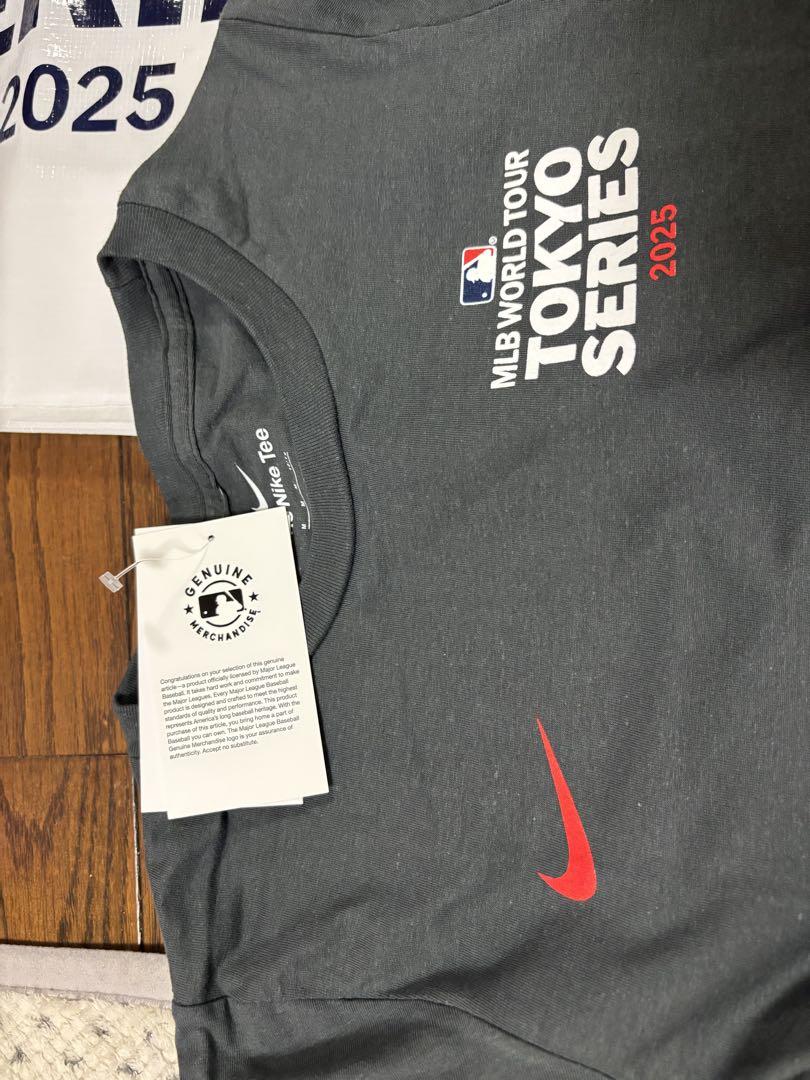 2025
MLB WORLD TOUR
TOKYO
SERIES
2025
Nike Tee
M M M
GENUINE
MERCHANDISE
Congratulations on your selection of this genuine
article—a product officially licensed by Major League
Baseball. It takes hard work and commitment to make
the Major Leagues. Every Major League Baseball
product is designed and crafted to meet the highest
standards of quality and performance. This product
represents America's long baseball heritage. With the
purchase of this article, you bring home a part of
Baseball you can own. The Major League Baseball
Genuine Merchandise logo is your assurance of
authenticity. Accept no substitute.